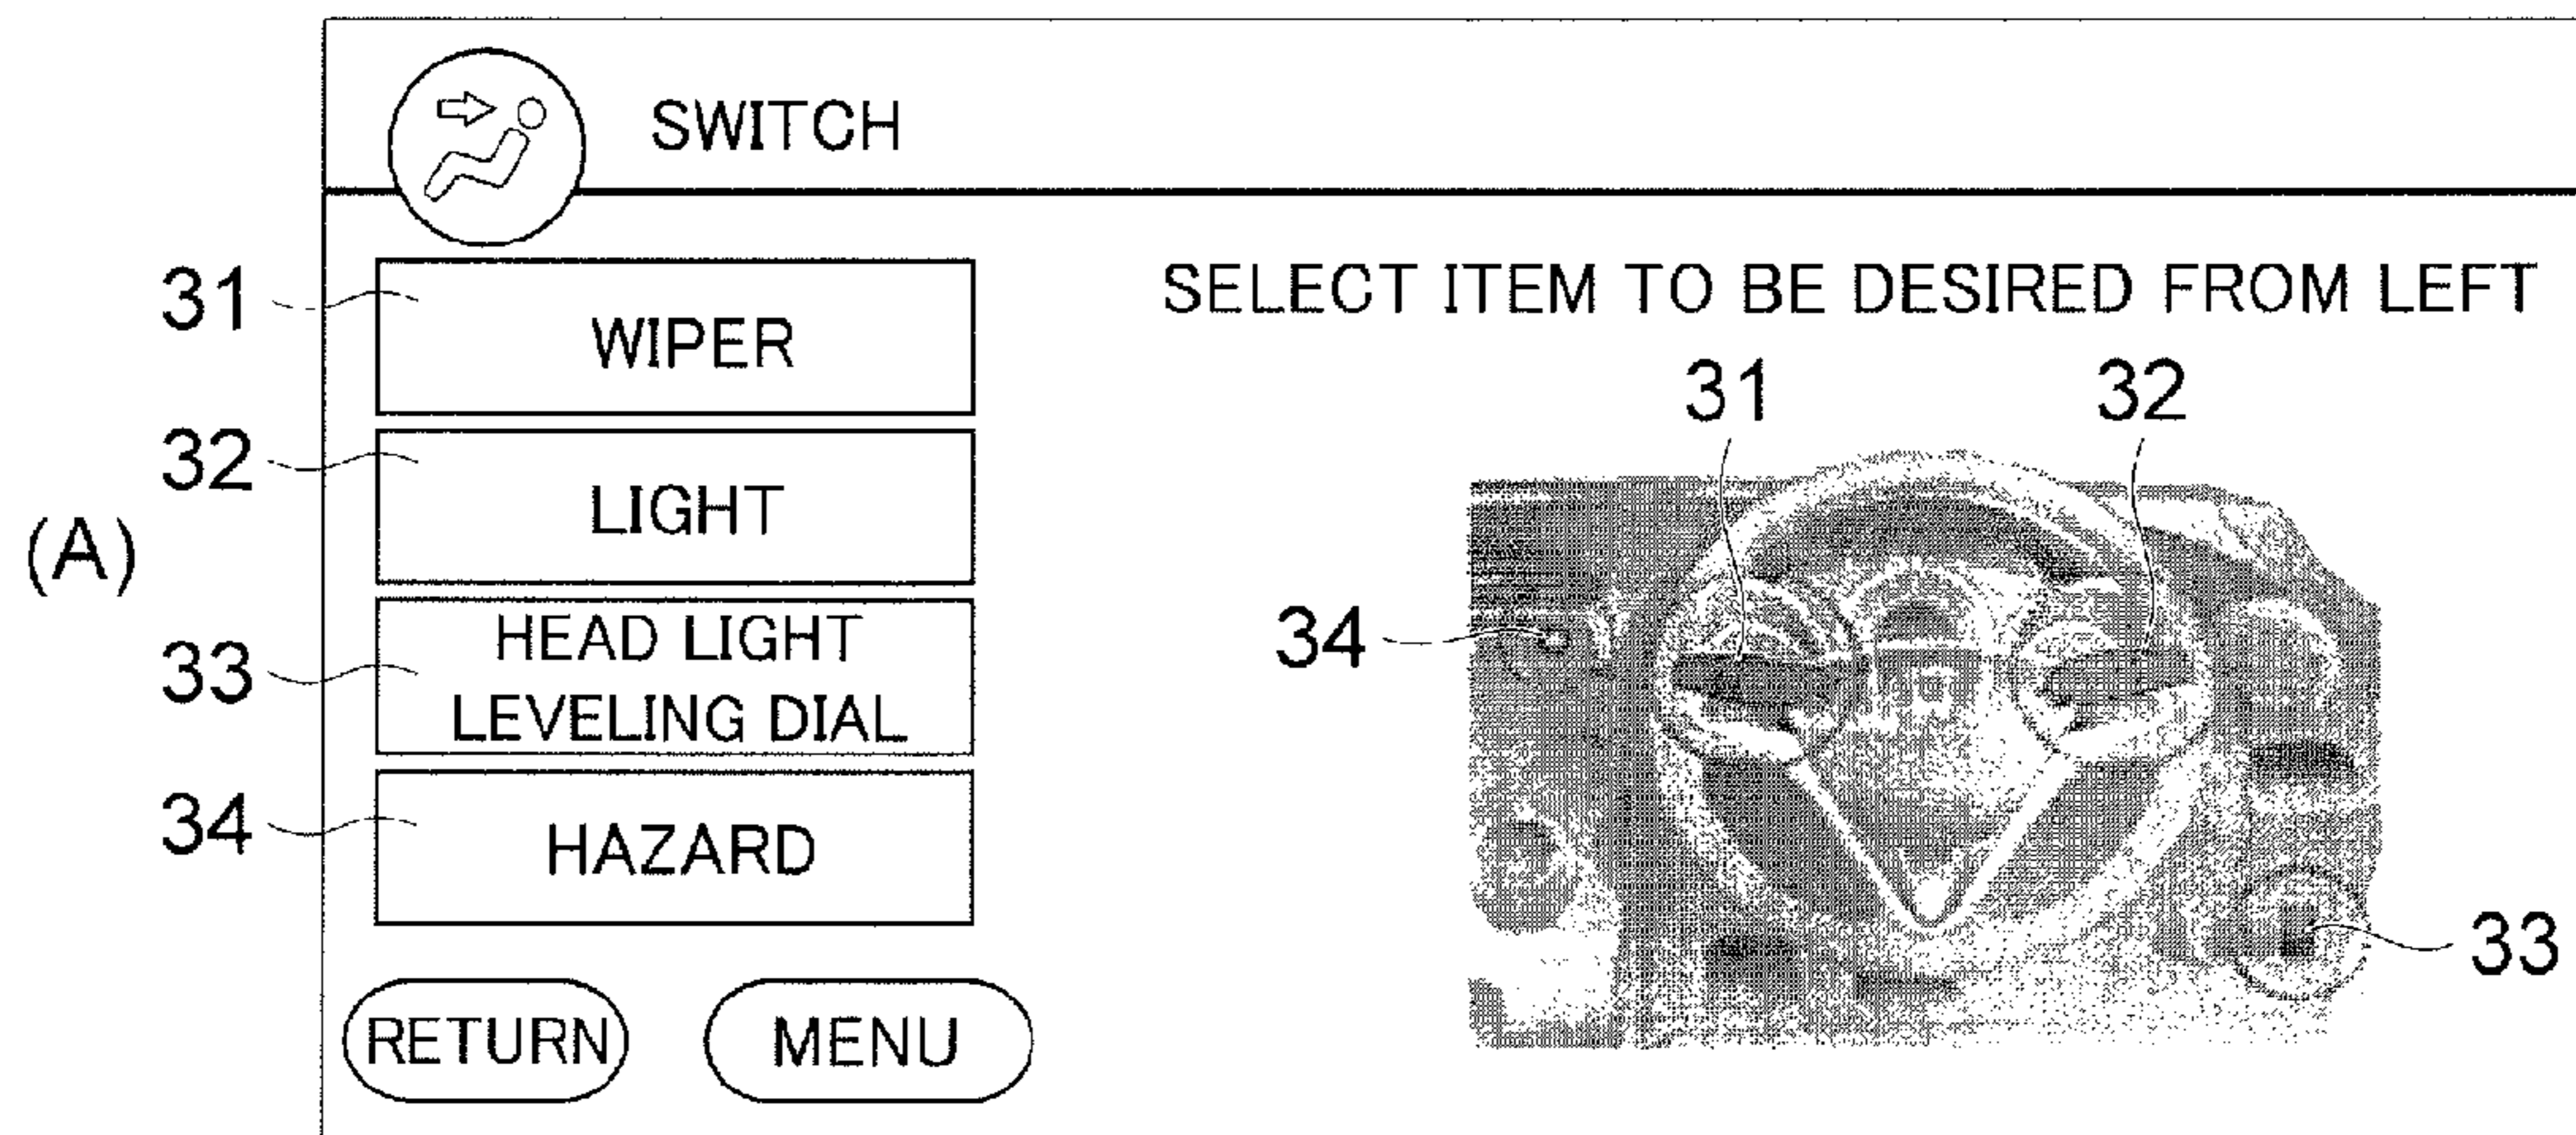 SWITCH
31
WIPER
SELECT ITEM TO BE DESIRED FROM LEFT
32
LIGHT
(A)
33
HEAD LIGHT
LEVELING DIAL
34
HAZARD
RETURN
MENU
31
32
34
33